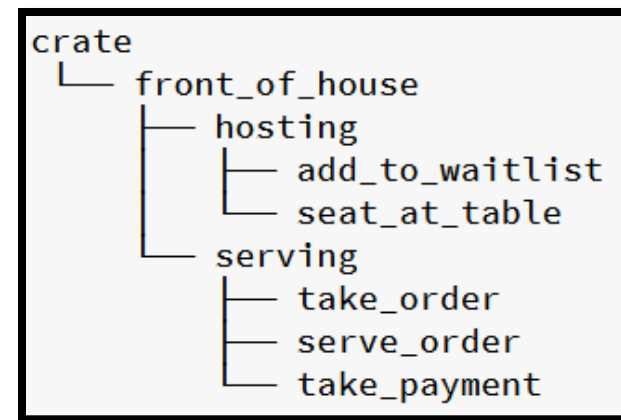 crate
└── front_of_house
    ├── hosting
    │   ├── add_to_waitlist
    │   └── seat_at_table
    └── serving
        ├── take_order
        ├── serve_order
        └── take_payment